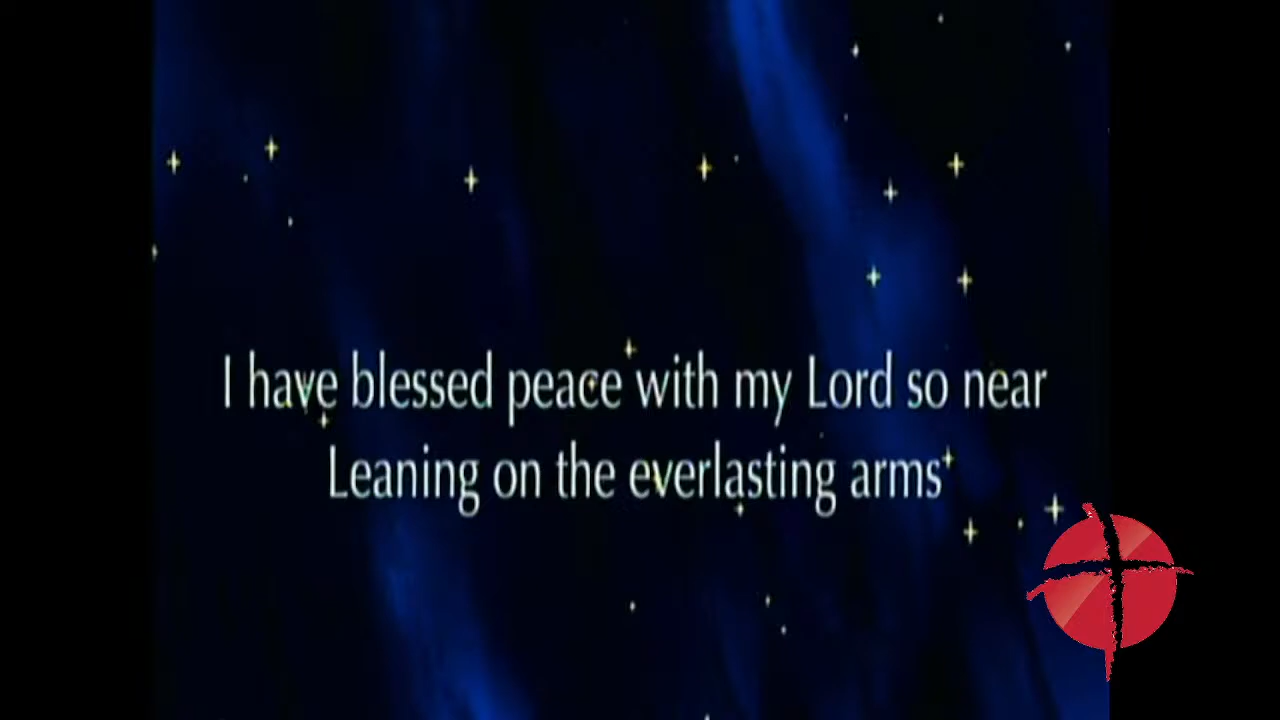 I have blessed peace with my Lord so near
Leaning on the everlasting arms